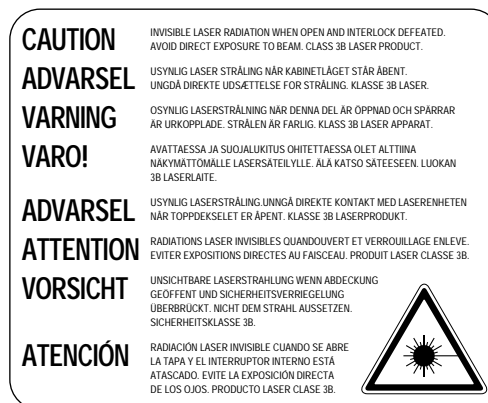 CAUTION
INVISIBLE LASER RADIATION WHEN OPEN AND INTERLOCK DEFEATED.
AVOID DIRECT EXPOSURE TO BEAM. CLASS 3B LASER PRODUCT.
ADVARSEL
USYNLIG LASER STRÅLING NÅR KABINETLÅGET STÅR ÅBENT.
UNGDÅ DIREKTE UDSÆTTELSE FOR STRÅLING. KLASSE 3B LASER.
VARNING
OSYNLIG LASERSTRÅLNING NÄR DENNA DEL ÄR ÖPPNAD OCH SPÄRRAR
ÄR URKOPPLADE. STRÅLEN ÄR FARLIG. KLASS 3B LASER APPARAT.
VARO!
AVATTAESSA JA SUOJALUKITUS OHITETTAESSA OLET ALTTIINA
NÄKYMÄTTÖMÄLLE LASERSÄTEILYLLE. ÄLÄ KATSO SÄTEESEEN. LUOKAN
3B LASERLAITE.
ADVARSEL
USYNLIG LASERSTRÅLING.UNNGÅ DIREKTE KONTAKT MED LASERENHETEN
NÅR TOPPDEKSELET ER ÅPENT. KLASSE 3B LASERPRODUKT.
ATTENTION
RADIATIONS LASER INVISIBLES QUANDOUVERT ET VERROUILLAGE ENLEVE.
EVITER EXPOSITIONS DIRECTES AU FAISCEAU. PRODUIT LASER CLASSE 3B.
VORSICHT
UNSICHTBARE LASERSTRAHLUNG WENN ABDECKUNG
GEÖFFENT UND SICHERHEITSVERRIEGELUNG
ÜBERBRÜCKT. NICHT DEM STRAHL AUSSETZEN.
SICHERHEITSKLASSE 3B.
ATENCIÓN
RADIACIÓN LASER INVISIBLE CUANDO SE ABRE
LA TAPA Y EL INTERRUPTOR INTERNO ESTÁ
ATASCADO. EVITE LA EXPOSICIÓN DIRECTA
DE LOS OJOS. PRODUCTO LASER CLASE 3B.